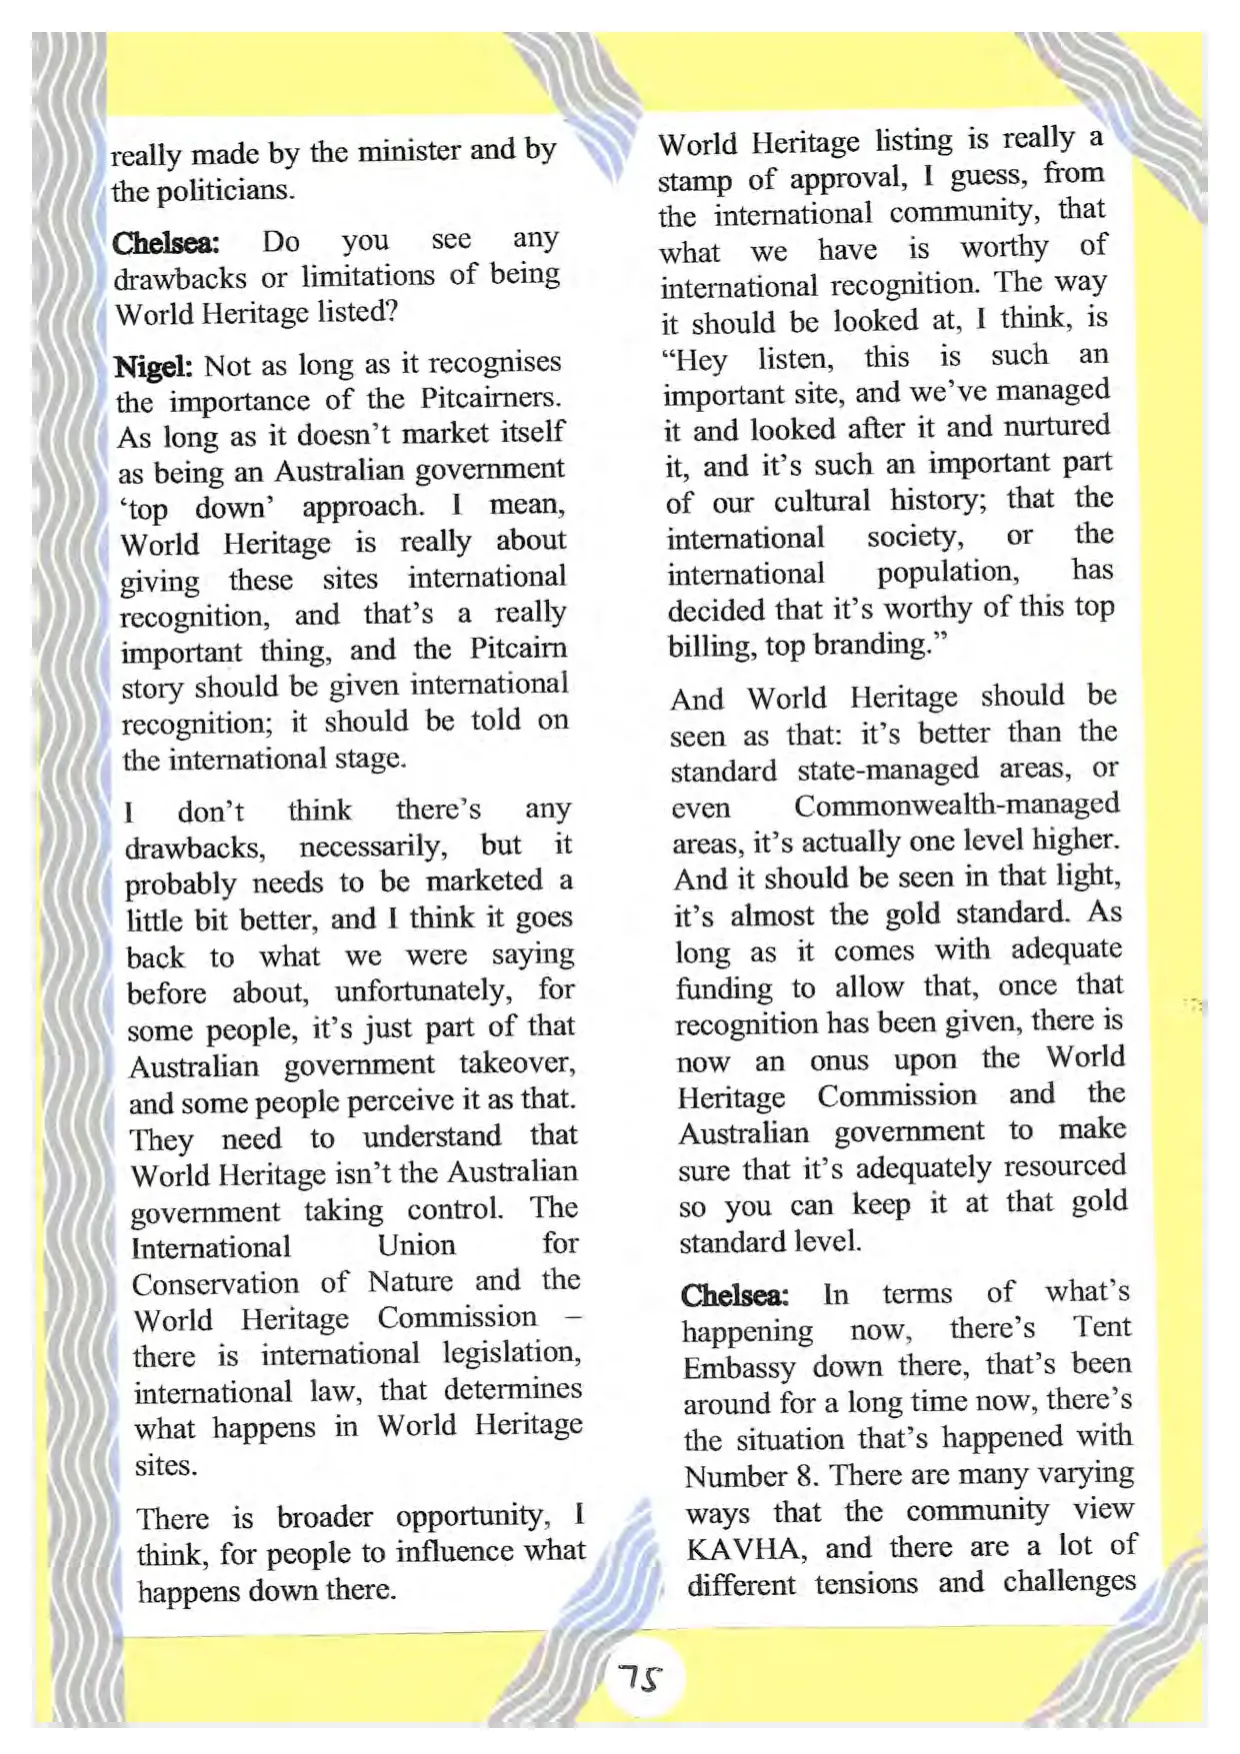 really made by the minister and by
the politicians.
Chelsea: Do you see any
drawbacks or limitations of being
World Heritage listed?
Nigel: Not as long as it recognises
the importance of the Pitcairners.
As long as it doesn't market itself
as being an Australian government
‘top down’ approach. I mean,
World Heritage is really about
giving these sites international
recognition, and that's a really
important thing, and the Pitcairn
story should be given international
recognition; it should be told on
the international stage.
I don't think there's any
drawbacks, necessarily, but it
probably needs to be marketed a
little bit better, and I think it goes
back to what we were saying
before about, unfortunately, for
some people, it's just part of that
Australian government takeover,
and some people perceive it as that.
They need to understand that
World Heritage isn't the Australian
government taking control. The
International Union for
Conservation of Nature and the
World Heritage Commission –
there is international legislation,
international law, that determines
what happens in World Heritage
sites.
There is broader opportunity, I
think, for people to influence what
happens down there.
World Heritage listing is really a
stamp of approval, I guess, from
the international community, that
what we have is worthy of
international recognition. The way
it should be looked at, I think, is
“Hey listen, this is such an
important site, and we've managed
it and looked after it and nurtured
it, and it's such an important part
of our cultural history; that the
international society, or the
international population, has
decided that it's worthy of this top
billing, top branding.”
And World Heritage should be
seen as that: it's better than the
standard state-managed areas, or
even Commonwealth-managed
areas, it's actually one level higher.
And it should be seen in that light,
it's almost the gold standard. As
long as it comes with adequate
funding to allow that, once that
recognition has been given, there is
now an onus upon the World
Heritage Commission and the
Australian government to make
sure that it's adequately resourced
so you can keep it at that gold
standard level.
Chelsea: In terms of what's
happening now, there's Tent
Embassy down there, that's been
around for a long time now, there's
the situation that's happened with
Number 8. There are many varying
ways that the community view
KAVHA, and there are a lot of
different tensions and challenges
75